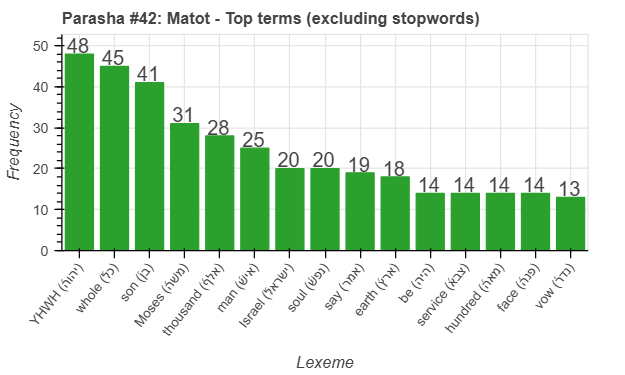 Parasha #42: Matot - Top terms (excluding stopwords)
Frequency
50
40
30
20
10
0
48
45
41
31
28
25
20
20
19
18
14
14
14
14
13
YHWH (יהוה)
whole (כל)
son (בן)
Moses (משה)
thousand (אלף)
man (איש)
Israel (ישראל)
soul (נפש)
say (אמר)
earth (ארץ)
be (היה)
service (צבא)
hundred (מאה)
face (פנה)
vow (נדר)
Lexeme